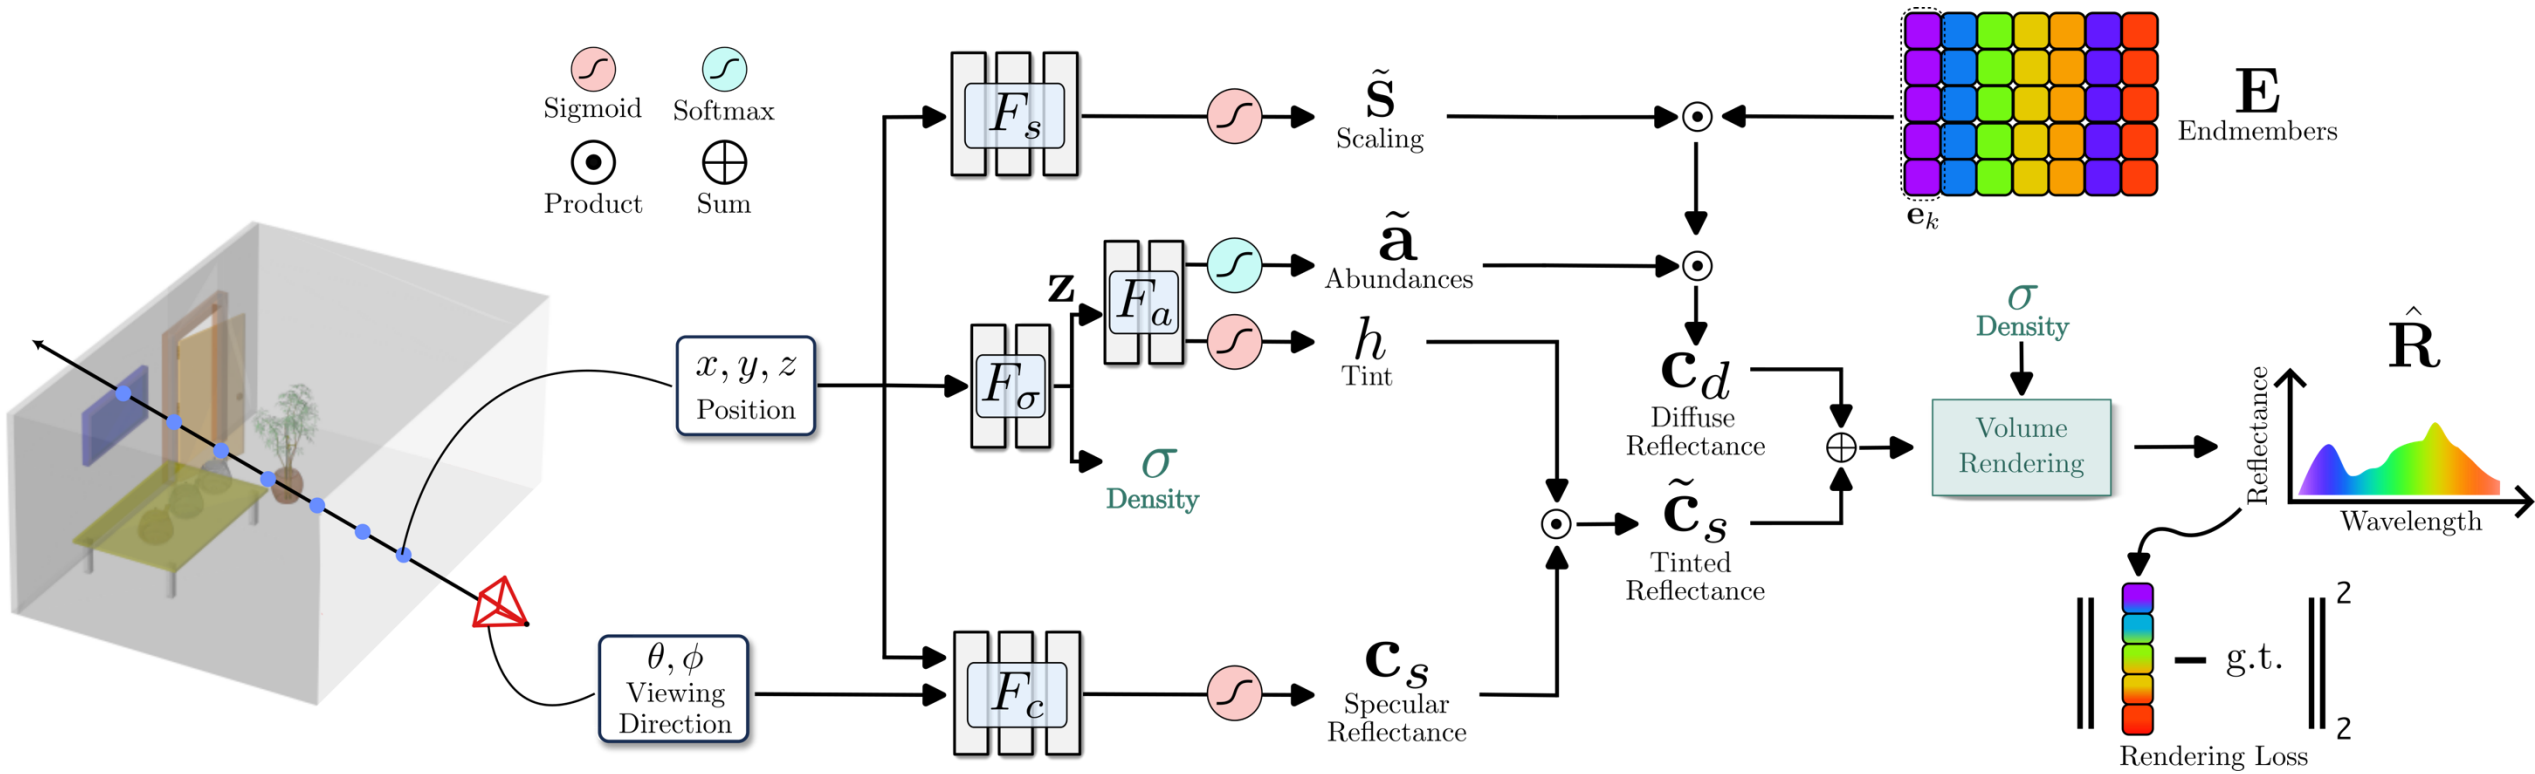 Sigmoid
Softmax
Product
Sum
x, y, z
Position
θ, ϕ
Viewing
Direction
F_s
s̃
Scaling
E
Endmembers
e_k
z
F_a
ã
Abundances
h
Tint
F_σ
σ
Density
F_c
c_s
Specular
Reflectance
c_d
Diffuse
Reflectance
c̃_s
Tinted
Reflectance
σ
Density
Volume
Rendering
R̂
Reflectance
Wavelength
2
− g.t.
2
Rendering Loss